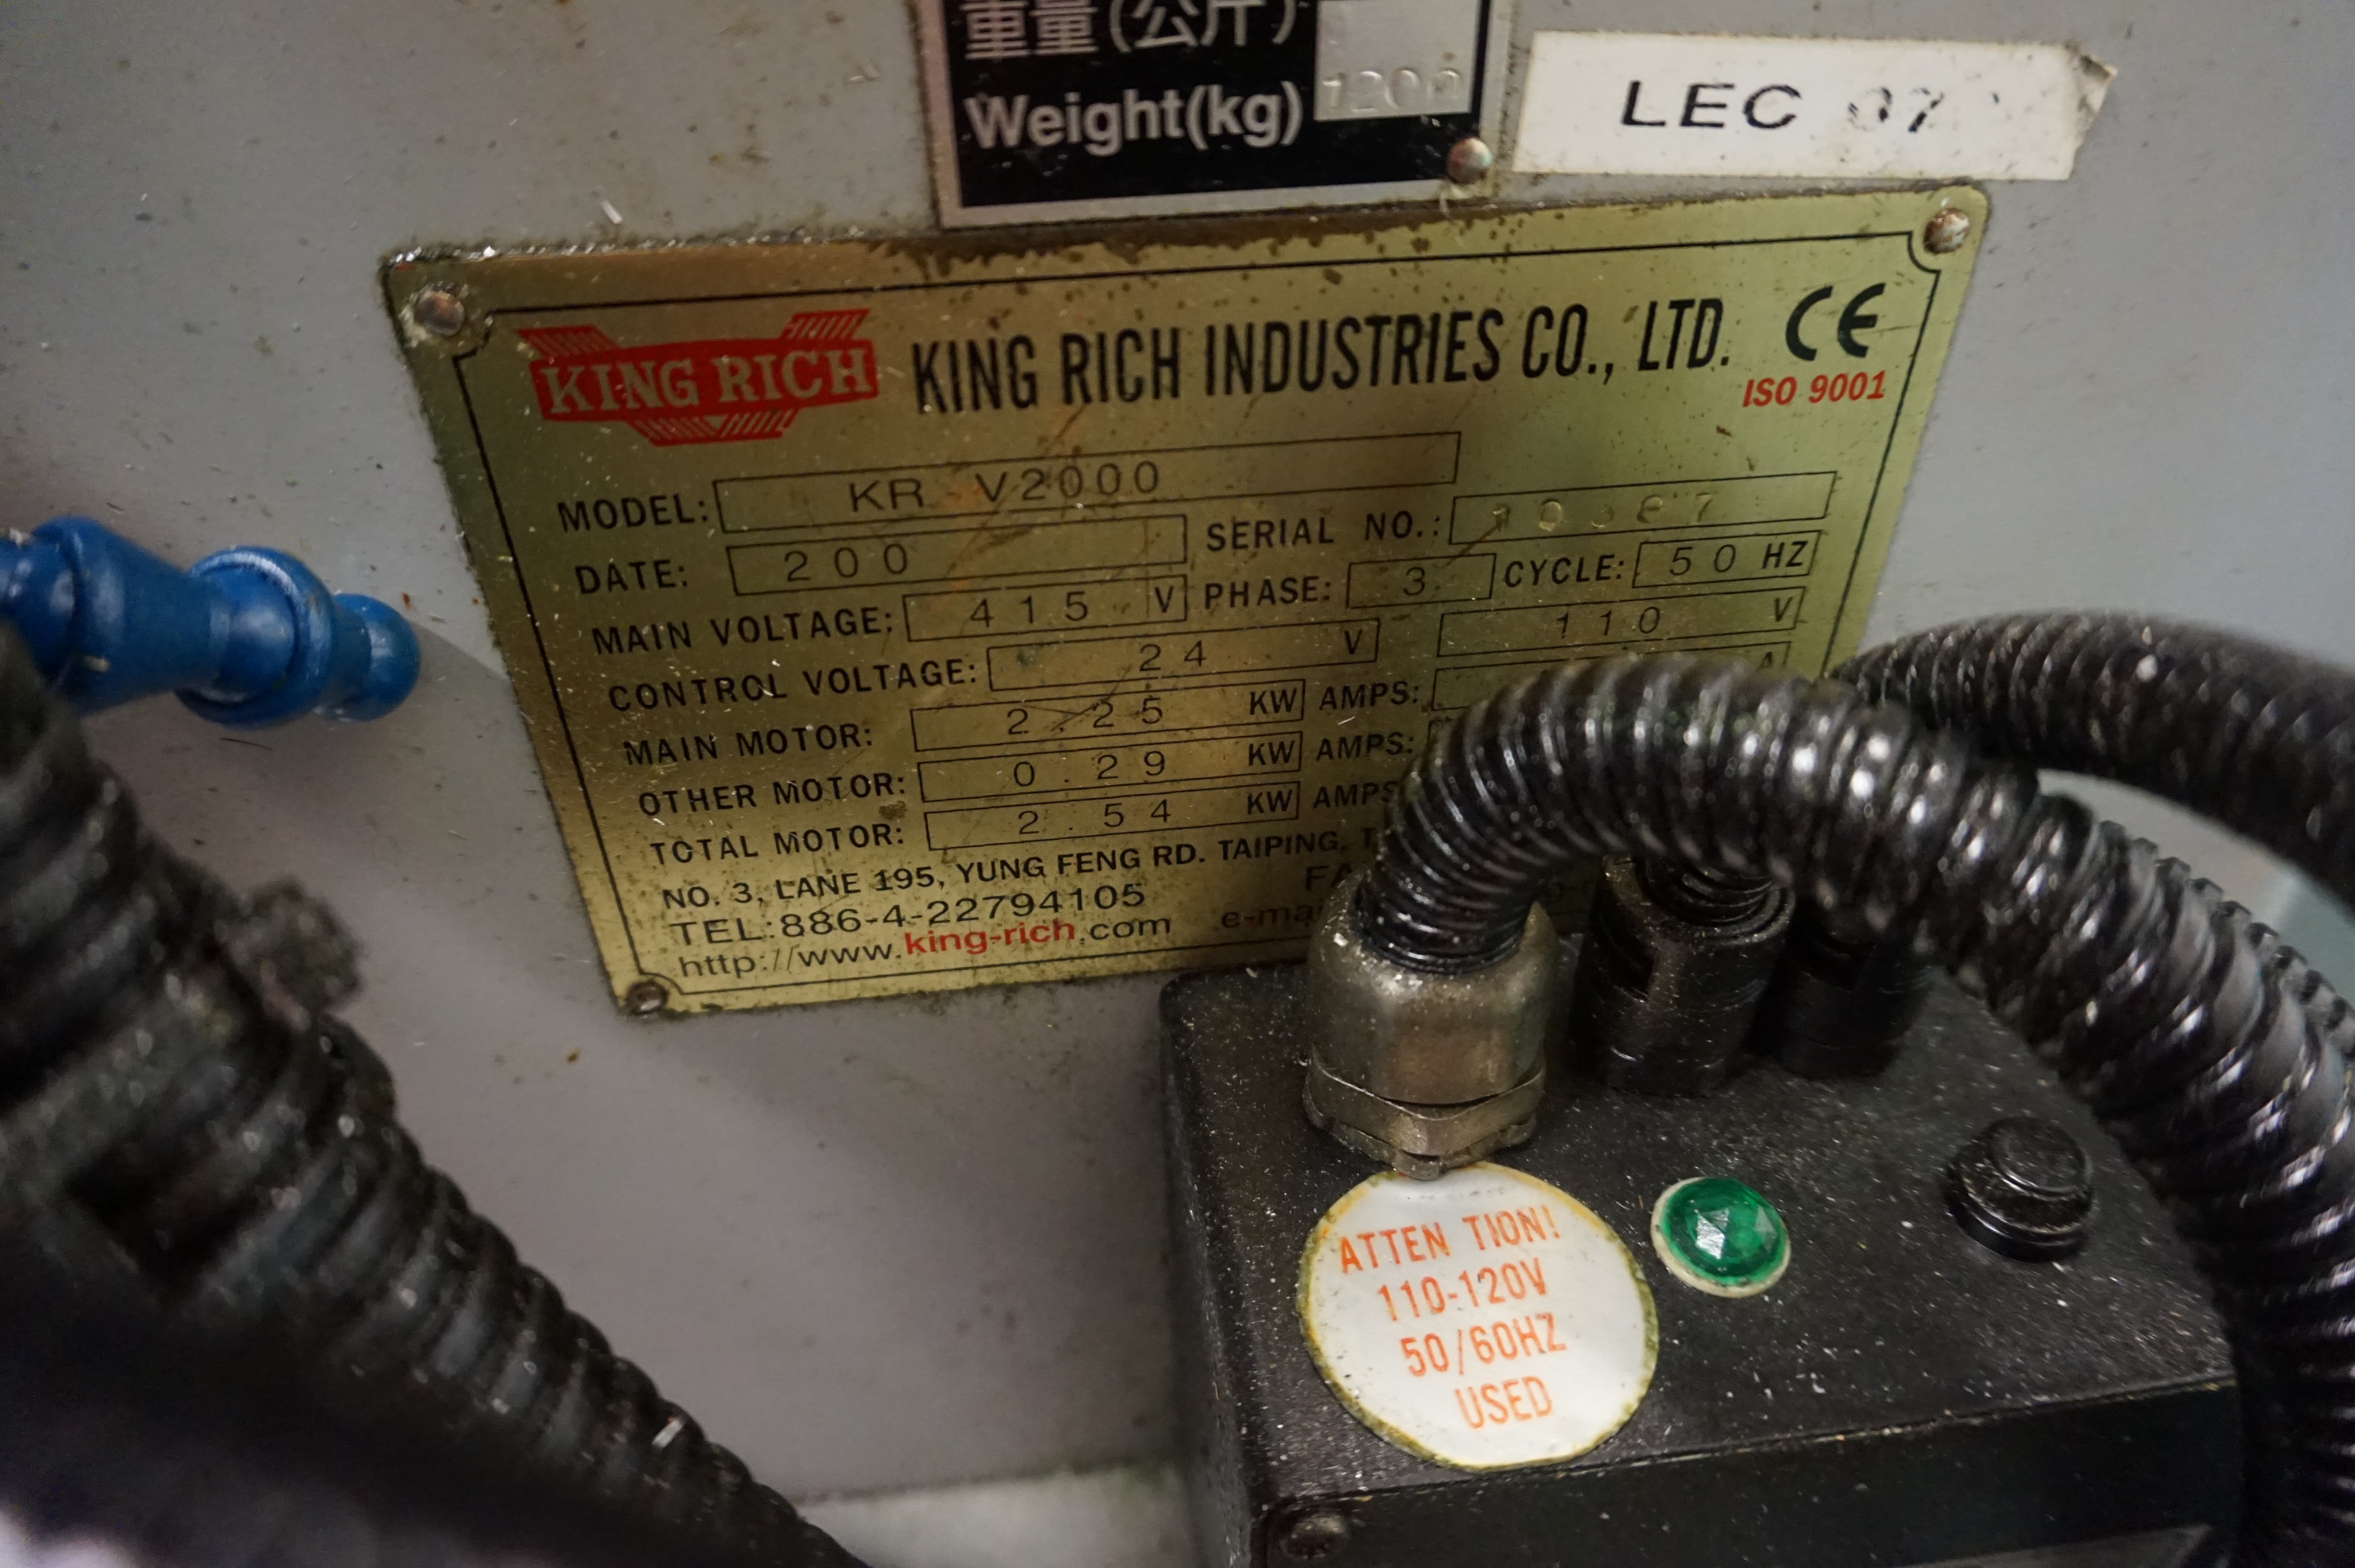 重量(公斤)
Weight(kg) 1200
LEC 07
KING RICH KING RICH INDUSTRIES CO., LTD. CE
ISO 9001
MODEL: KR V2000
DATE: 200 SERIAL NO.:
MAIN VOLTAGE: 415 V PHASE: 3 CYCLE: 50 HZ
CONTROL VOLTAGE: 24 V 110 V
MAIN MOTOR: 2.25 KW AMPS: A
OTHER MOTOR: 0.29 KW AMPS:
TOTAL MOTOR: 2.54 KW AMPS
NO. 3, LANE 195, YUNG FENG RD. TAIPING,
TEL:886-4-22794105
http://www.king-rich.com
ATTEN TION!
110-120V
50/60HZ
USED